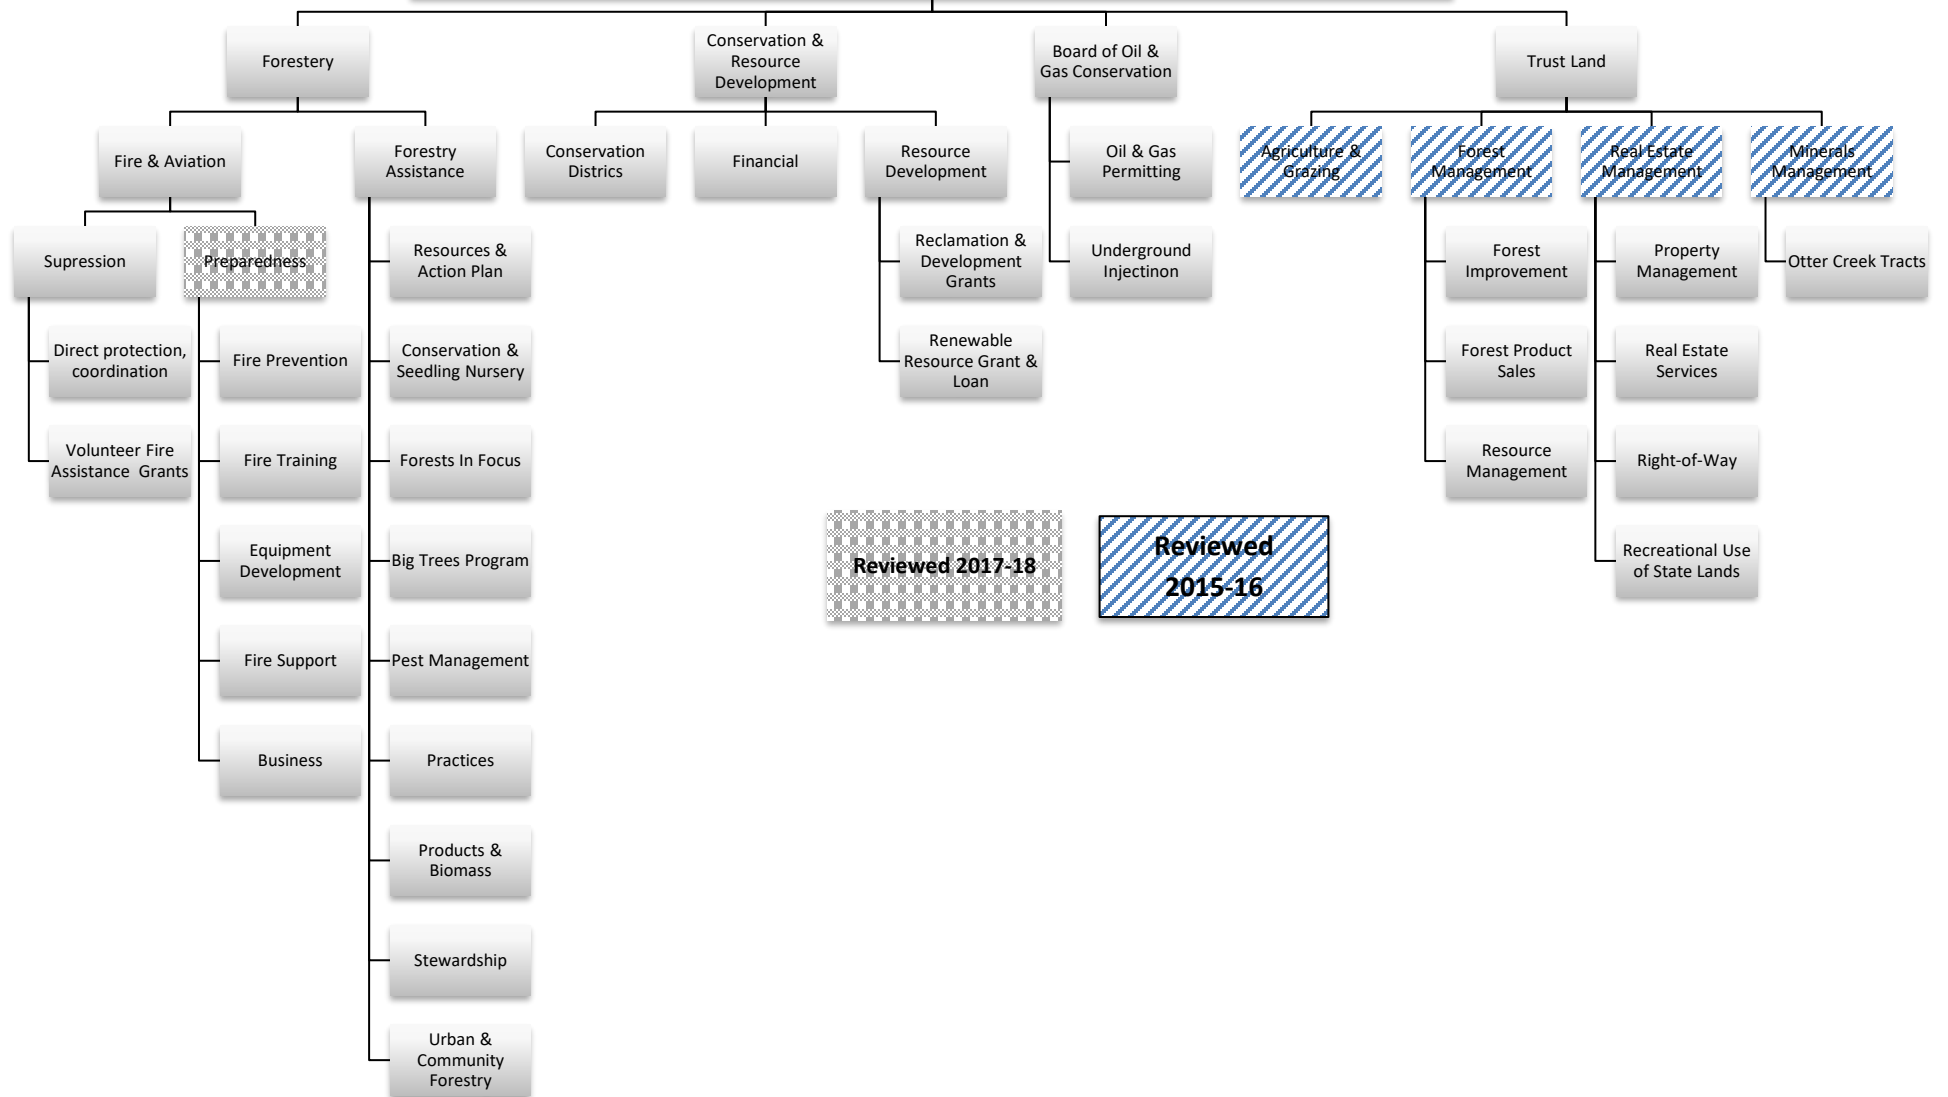 Forestery
Conservation &
Resource
Development
Board of Oil &
Gas Conservation
Trust Land
Fire & Aviation
Forestry
Assistance
Conservation
Districs
Financial
Resource
Development
Oil & Gas
Permitting
Agriculture &
Grazing
Forest
Management
Real Estate
Management
Minerals
Management
Supression
Preparedness
Resources &
Action Plan
Reclamation &
Development
Grants
Underground
Injectinon
Forest
Improvement
Property
Management
Otter Creek Tracts
Direct protection,
coordination
Fire Prevention
Conservation &
Seedling Nursery
Renewable
Resource Grant &
Loan
Forest Product
Sales
Real Estate
Services
Volunteer Fire
Assistance Grants
Fire Training
Forests In Focus
Resource
Management
Right-of-Way
Equipment
Development
Big Trees Program
Reviewed 2017-18
Reviewed
2015-16
Recreational Use
of State Lands
Fire Support
Pest Management
Business
Practices
Products &
Biomass
Stewardship
Urban &
Community
Forestry